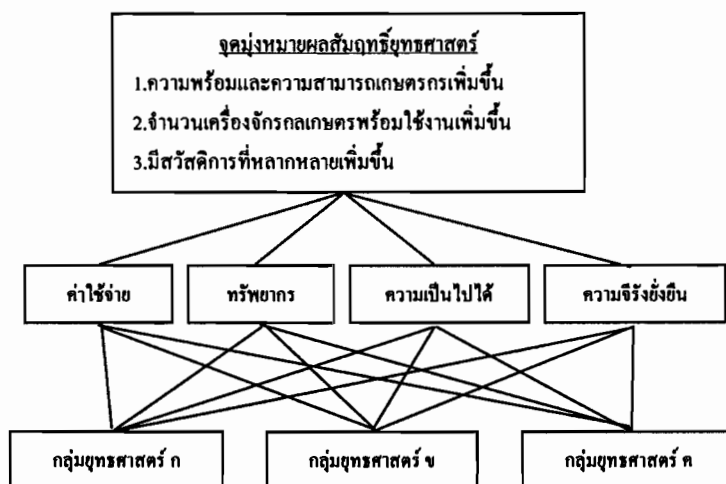 จุดมุ่งหมายผลสัมฤทธิ์ยุทธศาสตร์
1.ความพร้อมและความสามารถเกษตรกรเพิ่มขึ้น
2.จำนวนเครื่องจักรกลเกษตรพร้อมใช้งานเพิ่มขึ้น
3.มีสวัสดิการที่หลากหลายเพิ่มขึ้น
ค่าใช้จ่าย ทรัพยากร ความเป็นไปได้ ความจีรังยั่งยืน
กลุ่มยุทธศาสตร์ ก กลุ่มยุทธศาสตร์ ข กลุ่มยุทธศาสตร์ ค